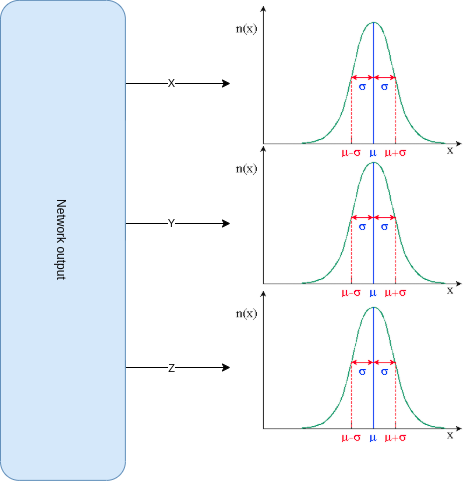 Network output
X
n(x)
σ σ
μ-σ μ μ+σ
x
Y
n(x)
σ σ
μ-σ μ μ+σ
x
Z
n(x)
σ σ
μ-σ μ μ+σ
x